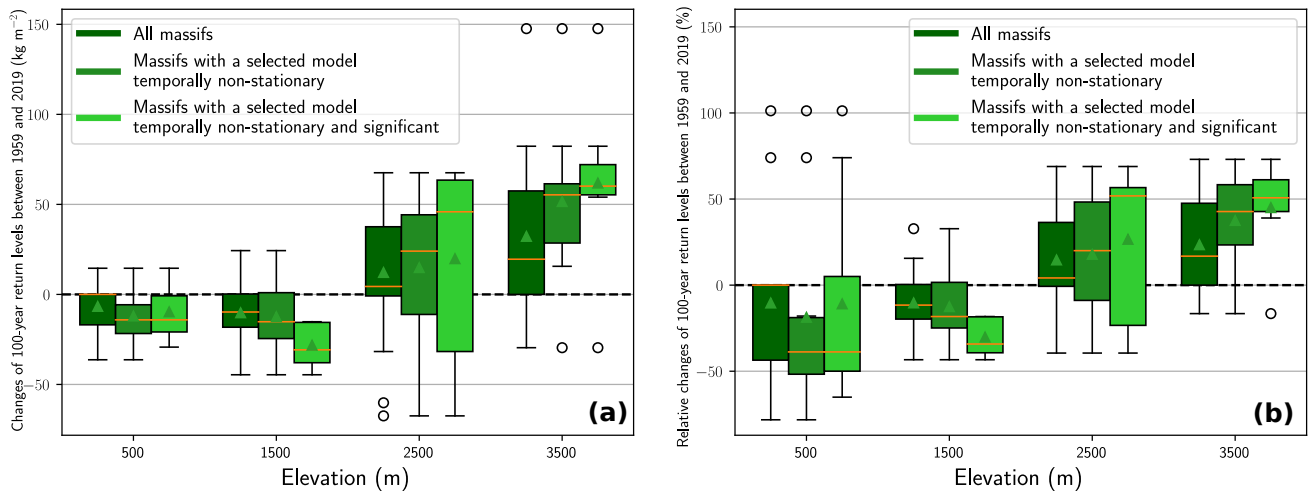 Changes of 100-year return levels between 1959 and 2019 (kg m−2)
150
100
50
0
−50
All massifs
Massifs with a selected model
temporally non-stationary
Massifs with a selected model
temporally non-stationary and significant
(a)
500
1500
2500
3500
Elevation (m)
Relative changes of 100-year return levels between 1959 and 2019 (%)
150
100
50
0
−50
All massifs
Massifs with a selected model
temporally non-stationary
Massifs with a selected model
temporally non-stationary and significant
(b)
500
1500
2500
3500
Elevation (m)